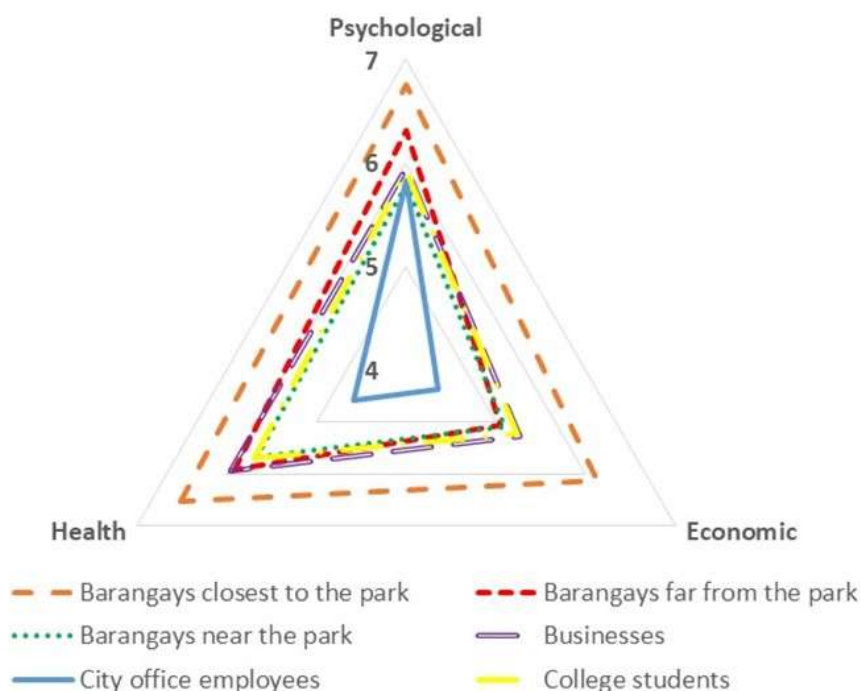 Psychological
7
6
5
4
Health
Economic
Barangays closest to the park
Barangays far from the park
Barangays near the park
Businesses
City office employees
College students